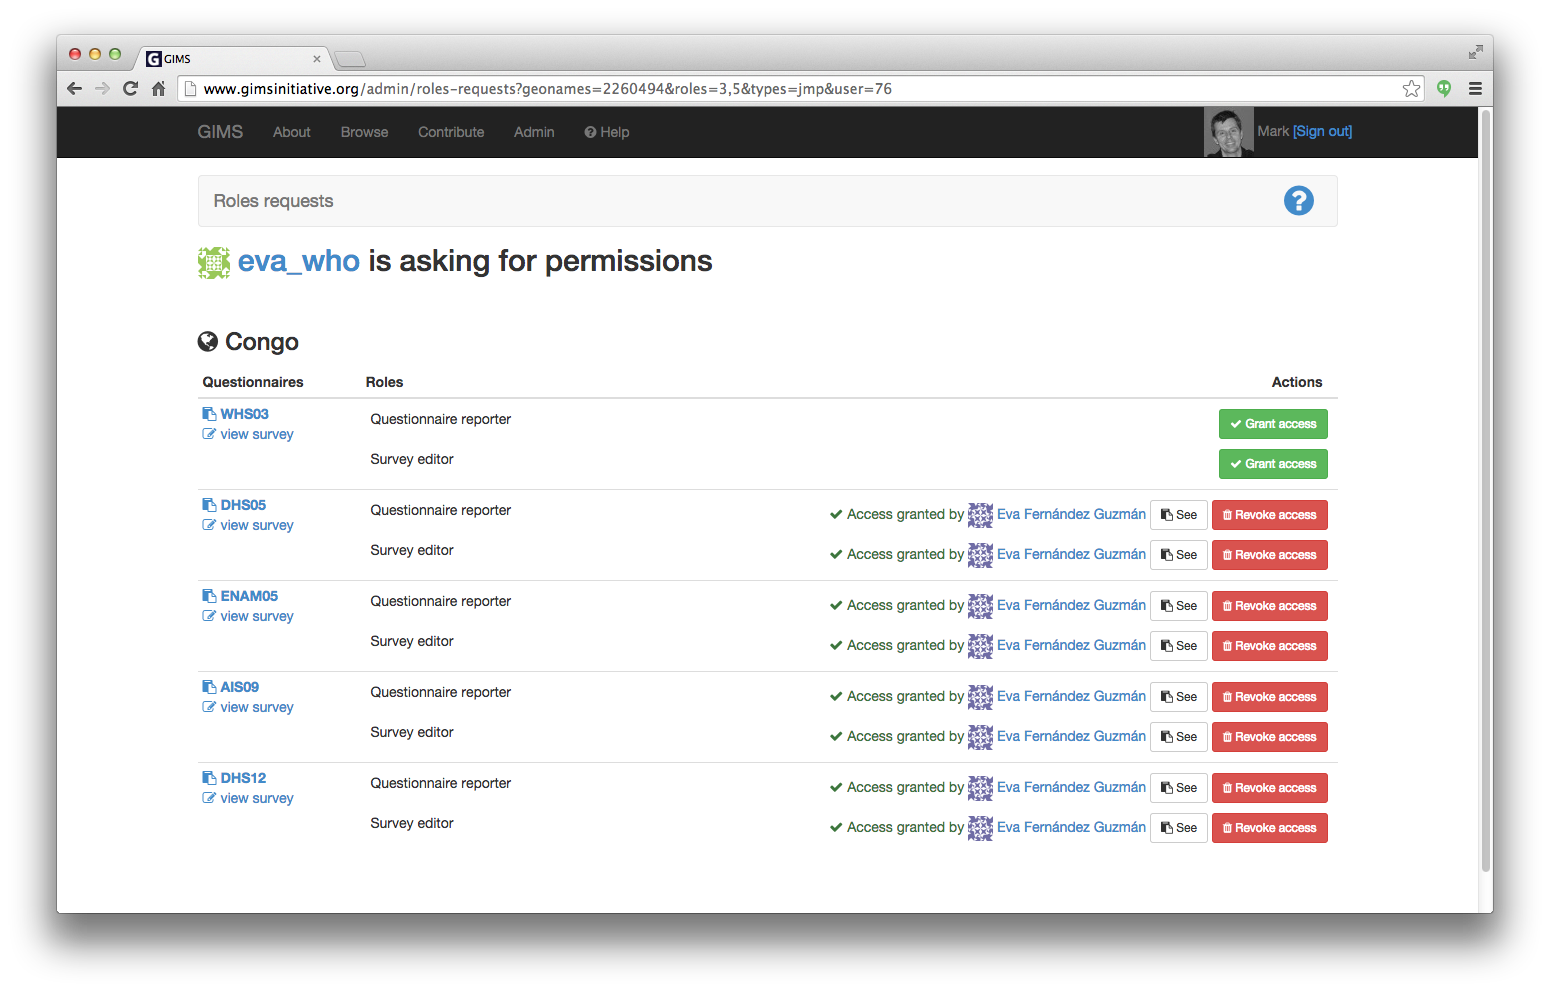 GIMS
www.gimsinitiative.org/admin/roles-requests?geonames=2260494&roles=3,5&types=jmp&user=76
GIMS About Browse Contribute Admin Help Mark [Sign out]
Roles requests
eva_who is asking for permissions
Congo
Questionnaires Roles Actions
WHS03 Questionnaire reporter Grant access
view survey
Survey editor Grant access
DHS05 Questionnaire reporter Access granted by Eva Fernández Guzmán See Revoke access
view survey
Survey editor Access granted by Eva Fernández Guzmán See Revoke access
ENAM05 Questionnaire reporter Access granted by Eva Fernández Guzmán See Revoke access
view survey
Survey editor Access granted by Eva Fernández Guzmán See Revoke access
AIS09 Questionnaire reporter Access granted by Eva Fernández Guzmán See Revoke access
view survey
Survey editor Access granted by Eva Fernández Guzmán See Revoke access
DHS12 Questionnaire reporter Access granted by Eva Fernández Guzmán See Revoke access
view survey
Survey editor Access granted by Eva Fernández Guzmán See Revoke access